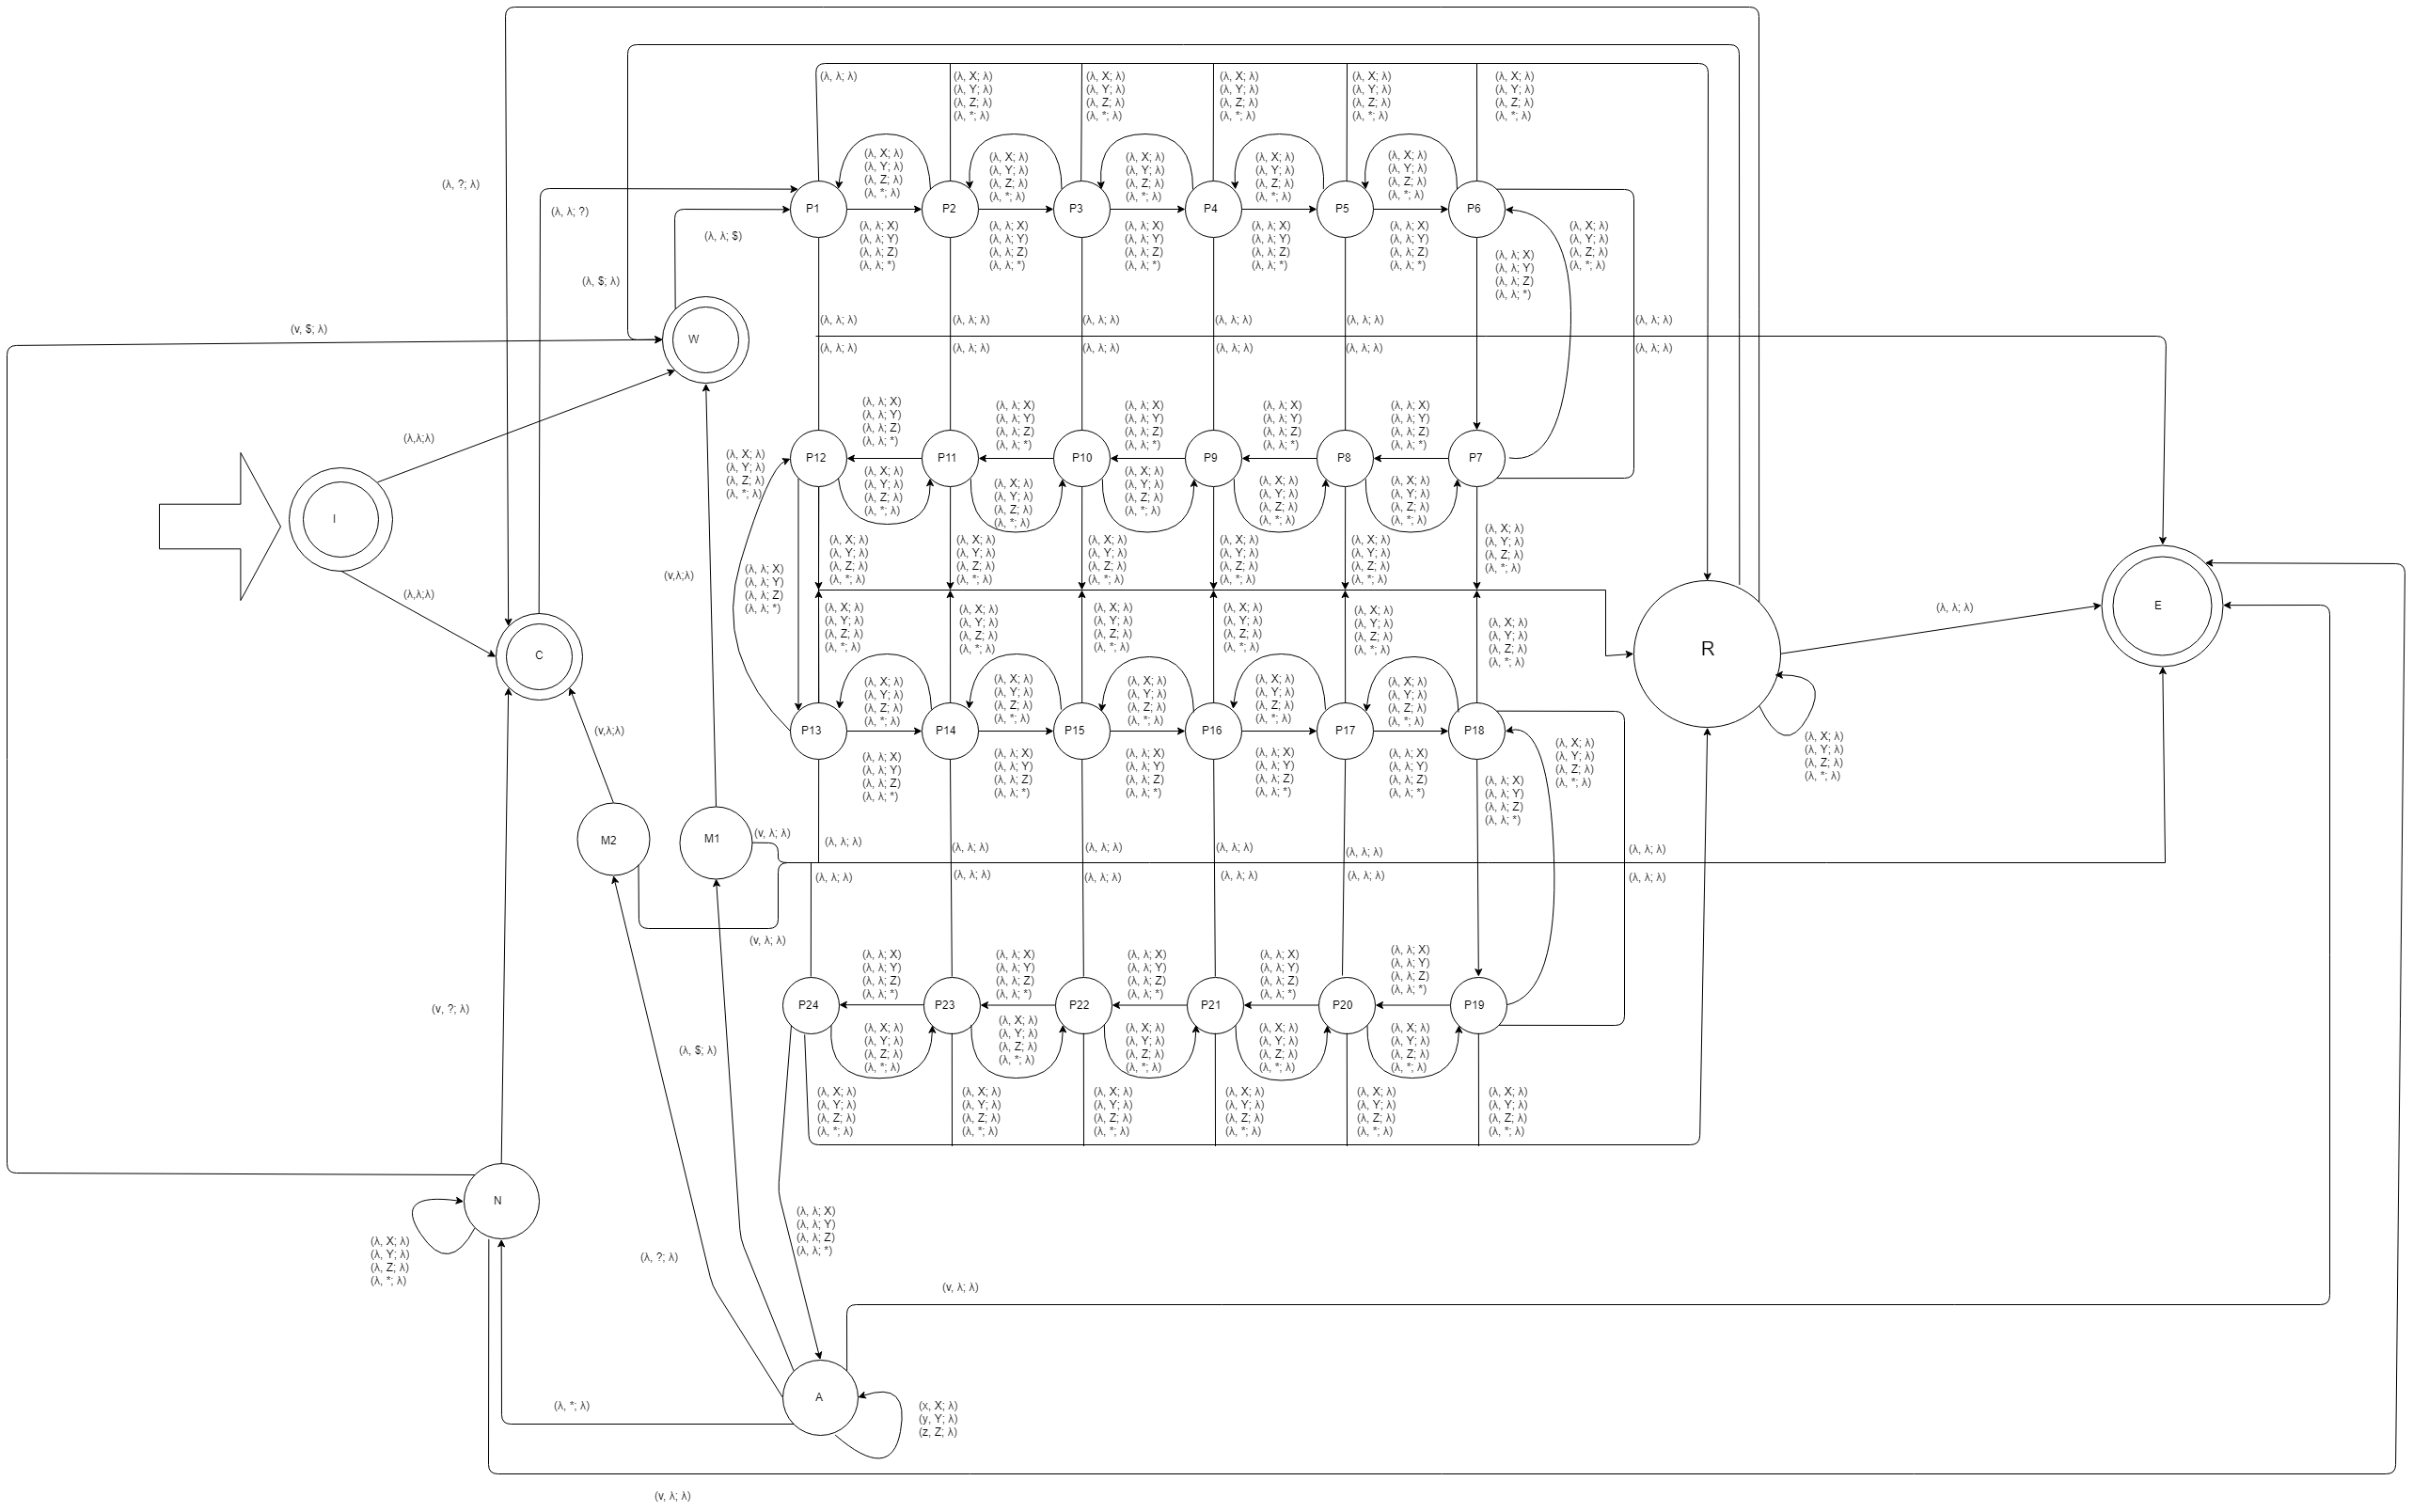 (λ, λ; λ)
(λ, X; λ)
(λ, Y; λ)
(λ, Z; λ)
(λ, *; λ)
(λ, X; λ)
(λ, Y; λ)
(λ, Z; λ)
(λ, *; λ)
(λ, X; λ)
(λ, Y; λ)
(λ, Z; λ)
(λ, *; λ)
(λ, X; λ)
(λ, Y; λ)
(λ, Z; λ)
(λ, *; λ)
(λ, X; λ)
(λ, Y; λ)
(λ, Z; λ)
(λ, *; λ)
(λ, X; λ)
(λ, Y; λ)
(λ, Z; λ)
(λ, *; λ)
(λ, X; λ)
(λ, Y; λ)
(λ, Z; λ)
(λ, *; λ)
(λ, X; λ)
(λ, Y; λ)
(λ, Z; λ)
(λ, *; λ)
(λ, X; λ)
(λ, Y; λ)
(λ, Z; λ)
(λ, *; λ)
(λ, X; λ)
(λ, Y; λ)
(λ, Z; λ)
(λ, *; λ)
(λ, ?; λ)
(λ, λ; ?)
P1
P2
P3
P4
P5
P6
(λ, λ; $)
(λ, λ; X)
(λ, λ; Y)
(λ, λ; Z)
(λ, λ; *)
(λ, λ; X)
(λ, λ; Y)
(λ, λ; Z)
(λ, λ; *)
(λ, λ; X)
(λ, λ; Y)
(λ, λ; Z)
(λ, λ; *)
(λ, λ; X)
(λ, λ; Y)
(λ, λ; Z)
(λ, λ; *)
(λ, λ; X)
(λ, λ; Y)
(λ, λ; Z)
(λ, λ; *)
(λ, λ; X)
(λ, λ; Y)
(λ, λ; Z)
(λ, λ; *)
(λ, X; λ)
(λ, Y; λ)
(λ, Z; λ)
(λ, *; λ)
(λ, $; λ)
(v, $; λ)
W
(λ, λ; λ)
(λ, λ; λ)
(λ, λ; λ)
(λ, λ; λ)
(λ, λ; λ)
(λ, λ; λ)
(λ, λ; λ)
(λ, λ; λ)
(λ, λ; λ)
(λ, λ; λ)
(λ, λ; λ)
(λ, λ; λ)
(λ,λ;λ)
(λ, λ; X)
(λ, λ; Y)
(λ, λ; Z)
(λ, λ; *)
(λ, λ; X)
(λ, λ; Y)
(λ, λ; Z)
(λ, λ; *)
(λ, λ; X)
(λ, λ; Y)
(λ, λ; Z)
(λ, λ; *)
(λ, λ; X)
(λ, λ; Y)
(λ, λ; Z)
(λ, λ; *)
(λ, λ; X)
(λ, λ; Y)
(λ, λ; Z)
(λ, λ; *)
(λ, X; λ)
(λ, Y; λ)
(λ, Z; λ)
(λ, *; λ)
P12
P11
P10
P9
P8
P7
(λ, X; λ)
(λ, Y; λ)
(λ, Z; λ)
(λ, *; λ)
(λ, X; λ)
(λ, Y; λ)
(λ, Z; λ)
(λ, *; λ)
(λ, X; λ)
(λ, Y; λ)
(λ, Z; λ)
(λ, *; λ)
(λ, X; λ)
(λ, Y; λ)
(λ, Z; λ)
(λ, *; λ)
(λ, X; λ)
(λ, Y; λ)
(λ, Z; λ)
(λ, *; λ)
I
(λ,λ;λ)
(v,λ;λ)
(λ, λ; X)
(λ, λ; Y)
(λ, λ; Z)
(λ, λ; *)
(λ, X; λ)
(λ, Y; λ)
(λ, Z; λ)
(λ, *; λ)
(λ, X; λ)
(λ, Y; λ)
(λ, Z; λ)
(λ, *; λ)
(λ, X; λ)
(λ, Y; λ)
(λ, Z; λ)
(λ, *; λ)
(λ, X; λ)
(λ, Y; λ)
(λ, Z; λ)
(λ, *; λ)
(λ, X; λ)
(λ, Y; λ)
(λ, Z; λ)
(λ, *; λ)
(λ, X; λ)
(λ, Y; λ)
(λ, Z; λ)
(λ, *; λ)
(λ, X; λ)
(λ, Y; λ)
(λ, Z; λ)
(λ, *; λ)
(λ, X; λ)
(λ, Y; λ)
(λ, Z; λ)
(λ, *; λ)
(λ, X; λ)
(λ, Y; λ)
(λ, Z; λ)
(λ, *; λ)
(λ, X; λ)
(λ, Y; λ)
(λ, Z; λ)
(λ, *; λ)
(λ, X; λ)
(λ, Y; λ)
(λ, Z; λ)
(λ, *; λ)
(λ, X; λ)
(λ, Y; λ)
(λ, Z; λ)
(λ, *; λ)
C
R
(λ, λ; λ)
E
(λ, X; λ)
(λ, Y; λ)
(λ, Z; λ)
(λ, *; λ)
(λ, X; λ)
(λ, Y; λ)
(λ, Z; λ)
(λ, *; λ)
(λ, X; λ)
(λ, Y; λ)
(λ, Z; λ)
(λ, *; λ)
(λ, X; λ)
(λ, Y; λ)
(λ, Z; λ)
(λ, *; λ)
(λ, X; λ)
(λ, Y; λ)
(λ, Z; λ)
(λ, *; λ)
(v,λ;λ)
P13
P14
P15
P16
P17
P18
(λ, X; λ)
(λ, Y; λ)
(λ, Z; λ)
(λ, *; λ)
(λ, X; λ)
(λ, Y; λ)
(λ, Z; λ)
(λ, *; λ)
(λ, λ; X)
(λ, λ; Y)
(λ, λ; Z)
(λ, λ; *)
(λ, λ; X)
(λ, λ; Y)
(λ, λ; Z)
(λ, λ; *)
(λ, λ; X)
(λ, λ; Y)
(λ, λ; Z)
(λ, λ; *)
(λ, λ; X)
(λ, λ; Y)
(λ, λ; Z)
(λ, λ; *)
(λ, λ; X)
(λ, λ; Y)
(λ, λ; Z)
(λ, λ; *)
(λ, λ; X)
(λ, λ; Y)
(λ, λ; Z)
(λ, λ; *)
M2
M1
(v, λ; λ)
(λ, λ; λ)
(λ, λ; λ)
(λ, λ; λ)
(λ, λ; λ)
(λ, λ; λ)
(λ, λ; λ)
(λ, λ; λ)
(λ, λ; λ)
(λ, λ; λ)
(λ, λ; λ)
(λ, λ; λ)
(λ, λ; λ)
(v, λ; λ)
(λ, λ; X)
(λ, λ; Y)
(λ, λ; Z)
(λ, λ; *)
(λ, λ; X)
(λ, λ; Y)
(λ, λ; Z)
(λ, λ; *)
(λ, λ; X)
(λ, λ; Y)
(λ, λ; Z)
(λ, λ; *)
(λ, λ; X)
(λ, λ; Y)
(λ, λ; Z)
(λ, λ; *)
(λ, λ; X)
(λ, λ; Y)
(λ, λ; Z)
(λ, λ; *)
(v, ?; λ)
P24
P23
P22
P21
P20
P19
(λ, $; λ)
(λ, X; λ)
(λ, Y; λ)
(λ, Z; λ)
(λ, *; λ)
(λ, X; λ)
(λ, Y; λ)
(λ, Z; λ)
(λ, *; λ)
(λ, X; λ)
(λ, Y; λ)
(λ, Z; λ)
(λ, *; λ)
(λ, X; λ)
(λ, Y; λ)
(λ, Z; λ)
(λ, *; λ)
(λ, X; λ)
(λ, Y; λ)
(λ, Z; λ)
(λ, *; λ)
(λ, X; λ)
(λ, Y; λ)
(λ, Z; λ)
(λ, *; λ)
(λ, X; λ)
(λ, Y; λ)
(λ, Z; λ)
(λ, *; λ)
(λ, X; λ)
(λ, Y; λ)
(λ, Z; λ)
(λ, *; λ)
(λ, X; λ)
(λ, Y; λ)
(λ, Z; λ)
(λ, *; λ)
(λ, X; λ)
(λ, Y; λ)
(λ, Z; λ)
(λ, *; λ)
(λ, X; λ)
(λ, Y; λ)
(λ, Z; λ)
(λ, *; λ)
N
(λ, X; λ)
(λ, Y; λ)
(λ, Z; λ)
(λ, *; λ)
(λ, λ; X)
(λ, λ; Y)
(λ, λ; Z)
(λ, λ; *)
(λ, ?; λ)
(v, λ; λ)
A
(λ, *; λ)
(x, X; λ)
(y, Y; λ)
(z, Z; λ)
(v, λ; λ)